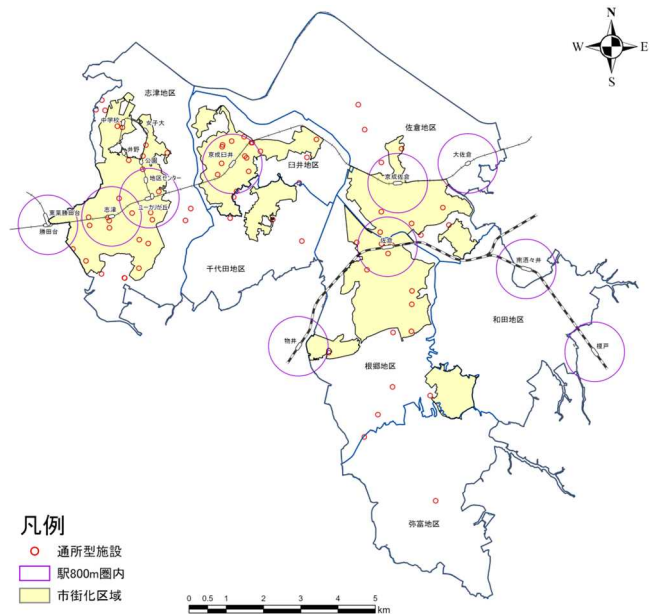 N
W
E
S
志津地区
中学校
女子大
井野
公園
地区センター
志津
ユーカリが丘
京成勝田台
勝田台
京成臼井
臼井地区
千代田地区
佐倉地区
大佐倉
京成佐倉
佐倉
南酒々井
和田地区
物井
榎戸
根郷地区
弥富地区
凡例
通所型施設
駅800m圏内
市街化区域
0 0.5 1 2 3 4 5
km